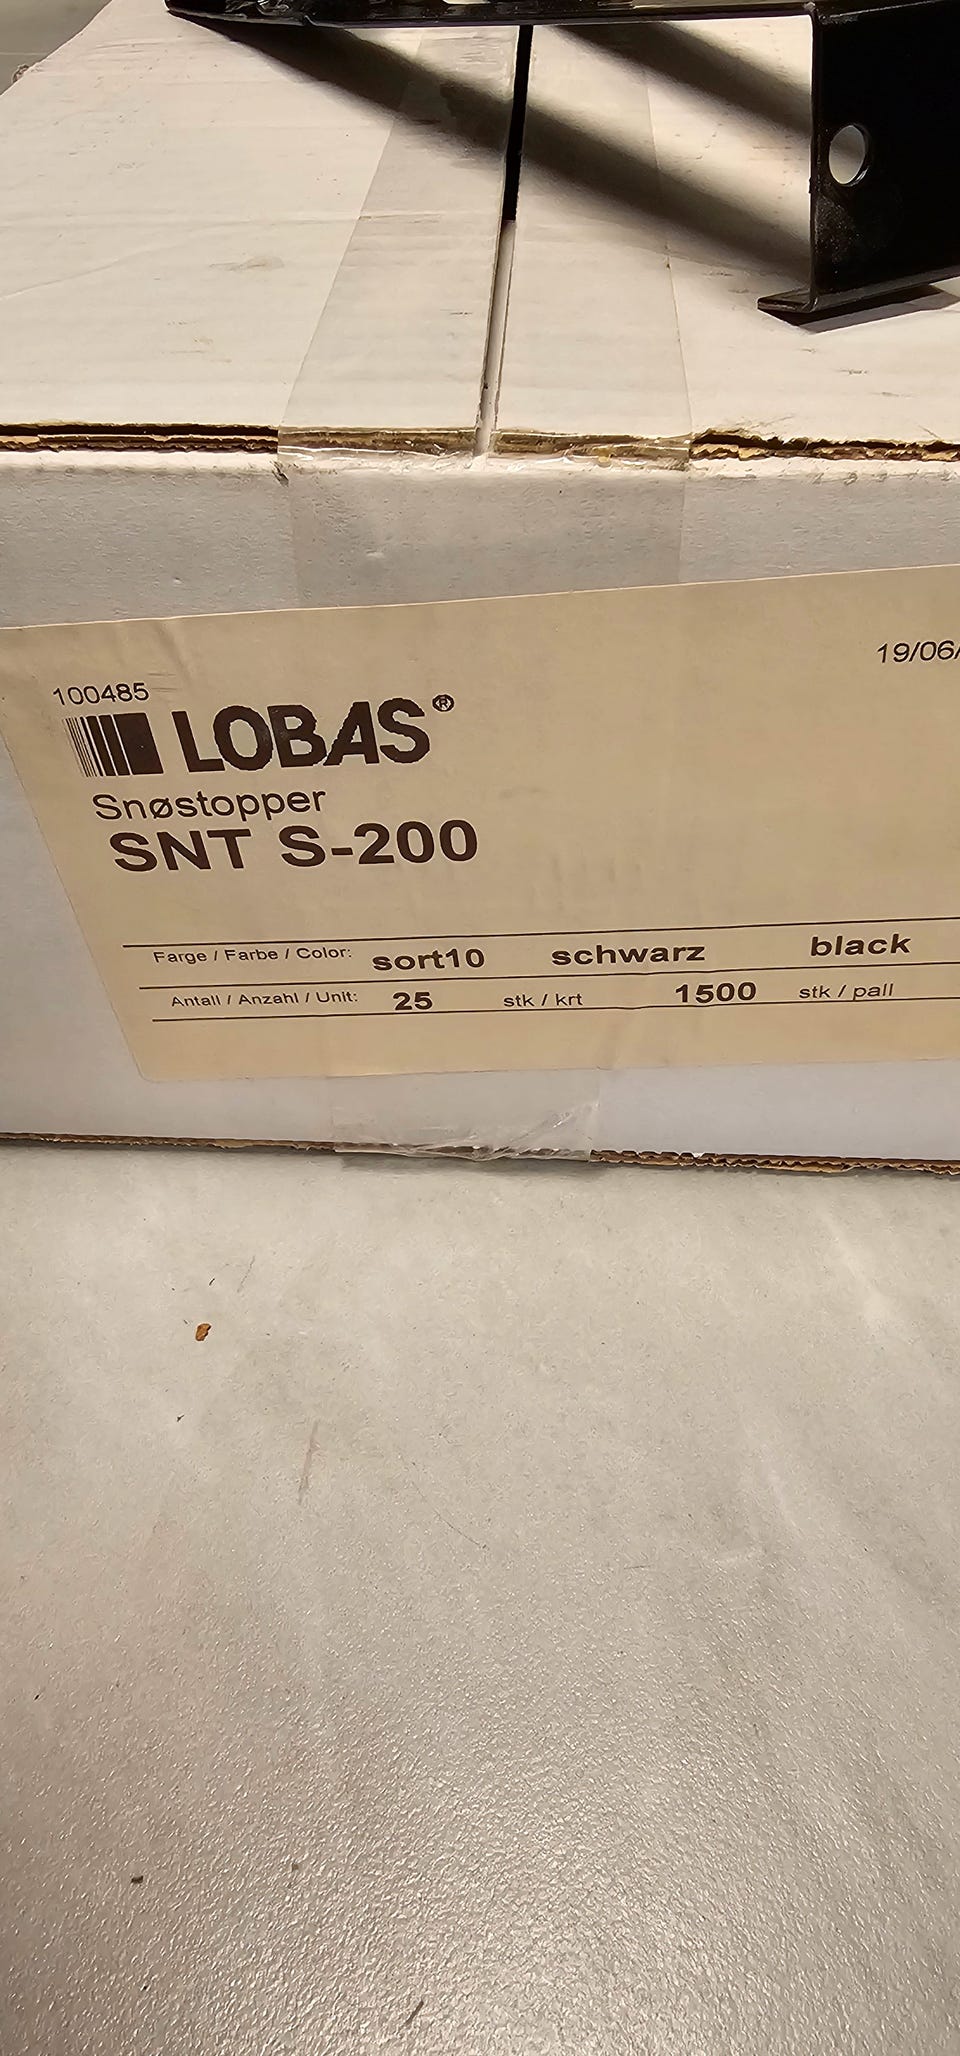 19/06/
100485
LOBAS®
Snøstopper
SNT S-200
Farge / Farbe / Color: sort10 schwarz black
Antall / Anzahl / Unit: 25 stk / krt 1500 stk / pall